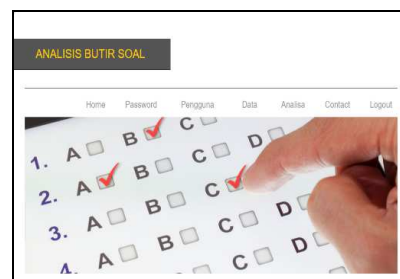 ANALISIS BUTIR SOAL
Home Password Pengguna Data Analisa Contact Logout
1. A B C
2. A B C D
3. A B C D
4. A B C D